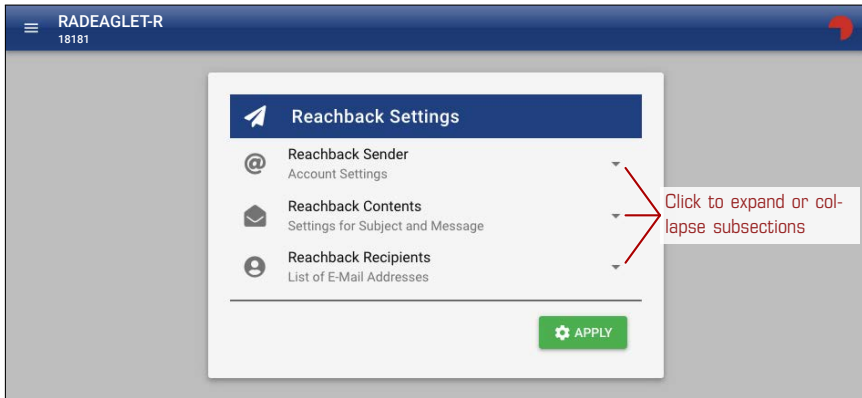 RADEAGLET-R
18181
Reachback Settings
Reachback Sender
Account Settings
Reachback Contents
Settings for Subject and Message
Reachback Recipients
List of E-Mail Addresses
Click to expand or col-
lapse subsections
APPLY